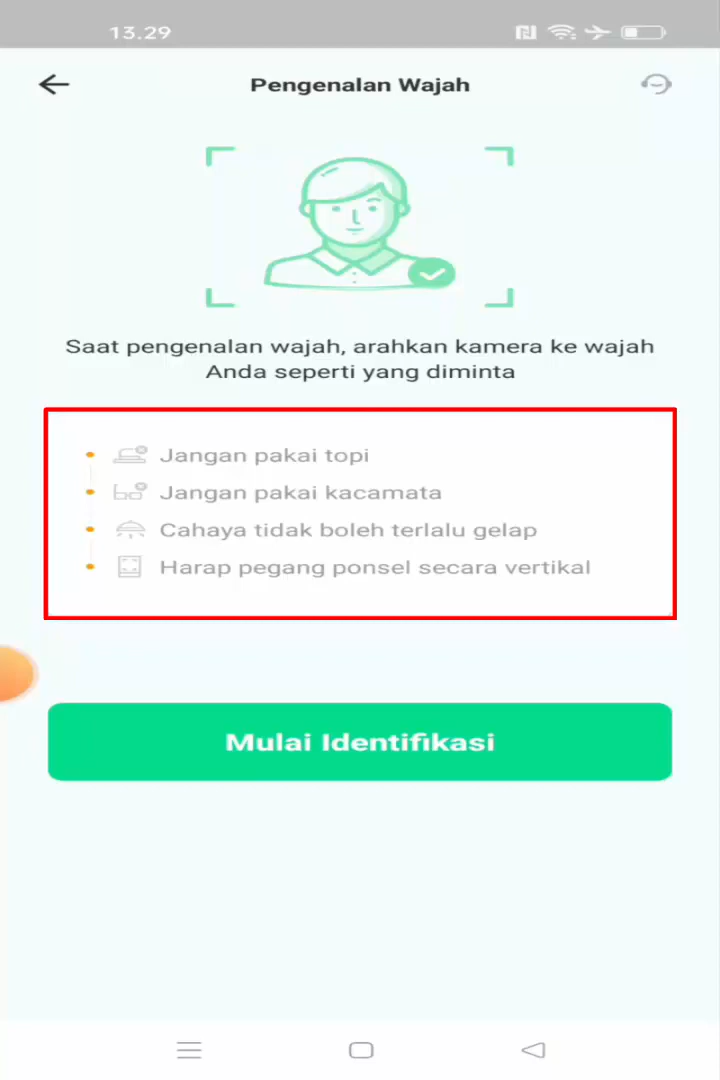 13.29
Pengenalan Wajah
Saat pengenalan wajah, arahkan kamera ke wajah
Anda seperti yang diminta
Jangan pakai topi
Jangan pakai kacamata
Cahaya tidak boleh terlalu gelap
Harap pegang ponsel secara vertikal
Mulai Identifikasi